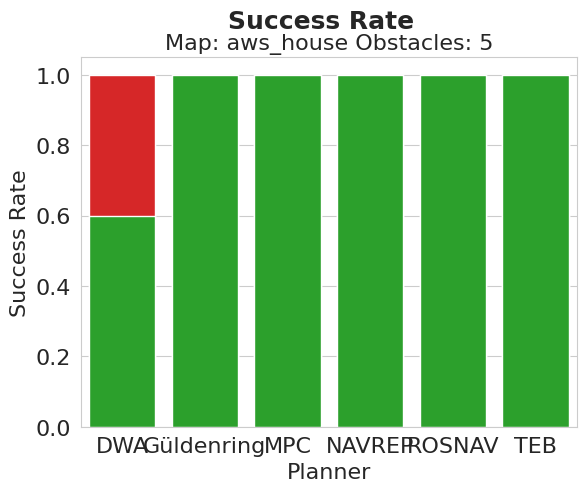 Success Rate
Map: aws_house Obstacles: 5
1.0
0.8
0.6
0.4
0.2
0.0
Success Rate
DWA Güldenring MPC NAVREP ROSNAV TEB
Planner